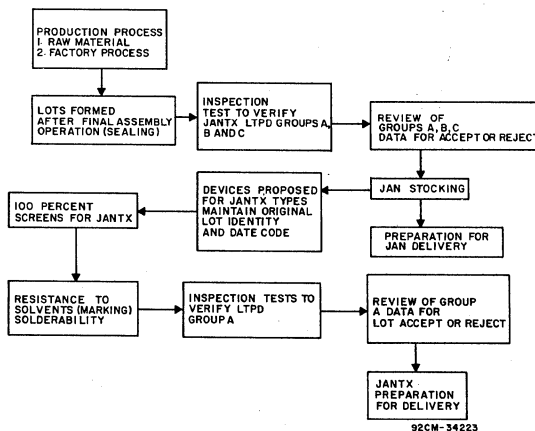 PRODUCTION PROCESS
1. RAW MATERIAL
2. FACTORY PROCESS
LOTS FORMED
AFTER FINAL ASSEMBLY
OPERATION (SEALING)
INSPECTION
TEST TO VERIFY
JANTX LTPD GROUPS A,
B AND C
REVIEW OF
GROUPS A, B, C
DATA FOR ACCEPT OR REJECT
JAN STOCKING
PREPARATION FOR
JAN DELIVERY
DEVICES PROPOSED
FOR JANTX TYPES
MAINTAIN ORIGINAL
LOT IDENTITY
AND DATE CODE
100 PERCENT
SCREENS FOR JANTX
RESISTANCE TO
SOLVENTS (MARKING)
SOLDERABILITY
INSPECTION TESTS TO
VERIFY LTPD
GROUP A
REVIEW OF GROUP
A DATA FOR
LOT ACCEPT OR REJECT
JANTX
PREPARATION
FOR DELIVERY
92CM-34223